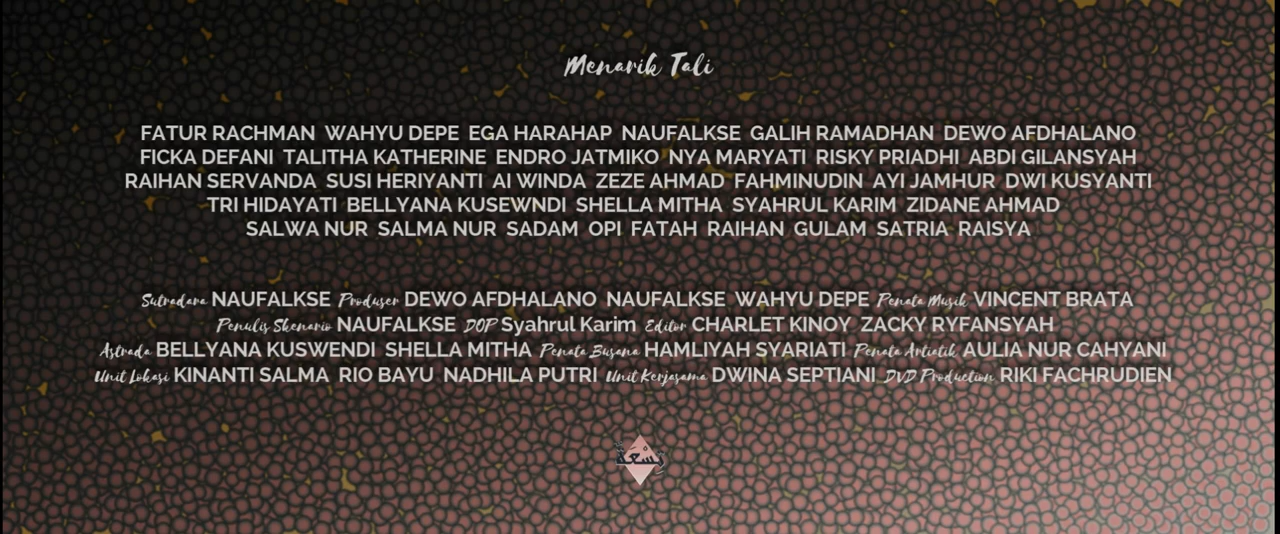 Menarik Tali
FATUR RACHMAN WAHYU DEPE EGA HARAHAP NAUFALKSE GALIH RAMADHAN DEWO AFDHALANO
FICKA DEFANI TALITHA KATHERINE ENDRO JATMIKO NYA MARYATI RISKY PRIADHI ABDI GILANSYAH
RAIHAN SERVANDA SUSI HERIYANTI AI WINDA ZEZE AHMAD FAHMINUDIN AYI JAMHUR DWI KUSYANTI
TRI HIDAYATI BELLYANA KUSEWNDI SHELLA MITHA SYAHRUL KARIM ZIDANE AHMAD
SALWA NUR SALMA NUR SADAM OPI FATAH RAIHAN GULAM SATRIA RAISYA
Sutradara NAUFALKSE Produser DEWO AFDHALANO NAUFALKSE WAHYU DEPE Penata Musik VINCENT BRATA
Penulis Skenario NAUFALKSE DOP Syahrul Karim Editor CHARLET KINOY ZACKY RYFANSYAH
Astrada BELLYANA KUSWENDI SHELLA MITHA Penata Busana HAMLIYAH SYARIATI Penata Artiatik AULIA NUR CAHYANI
Unit Lokasi KINANTI SALMA RIO BAYU NADHILA PUTRI Unit Kerjasama DWINA SEPTIANI DVD Production RIKI FACHRUDIEN
تِسْعَةٌ